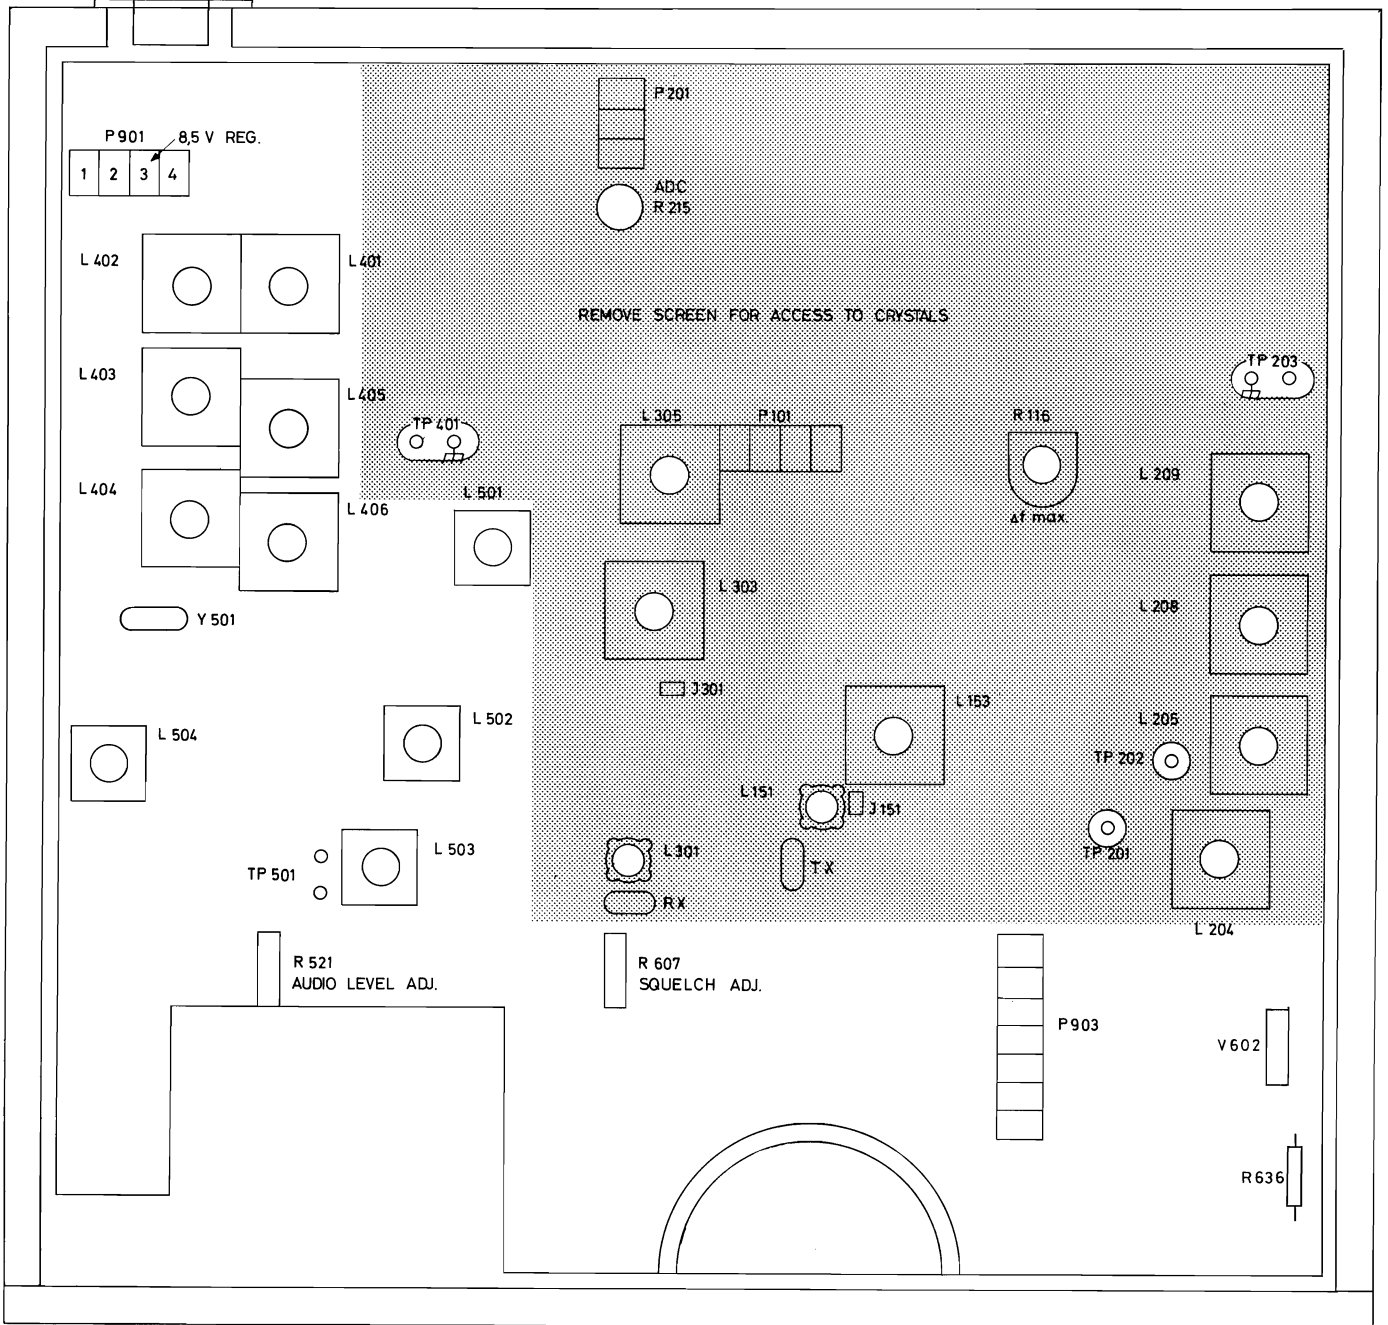 P 201
P 901
8,5 V REG.
1 2 3 4
ADC
R 215
L 402
L 401
REMOVE SCREEN FOR ACCESS TO CRYSTALS
TP 203
L 403
L 405
TP 401
L 305
P 101
R 116
L 209
L 404
L 406
L 501
Δf max.
L 303
L 208
Y 501
J 301
L 153
L 504
L 502
L 205
TP 202
L 151
J 151
L 503
L 301
TP 201
TP 501
TX
RX
L 204
R 521
AUDIO LEVEL ADJ.
R 607
SQUELCH ADJ.
P 903
V 602
R 636